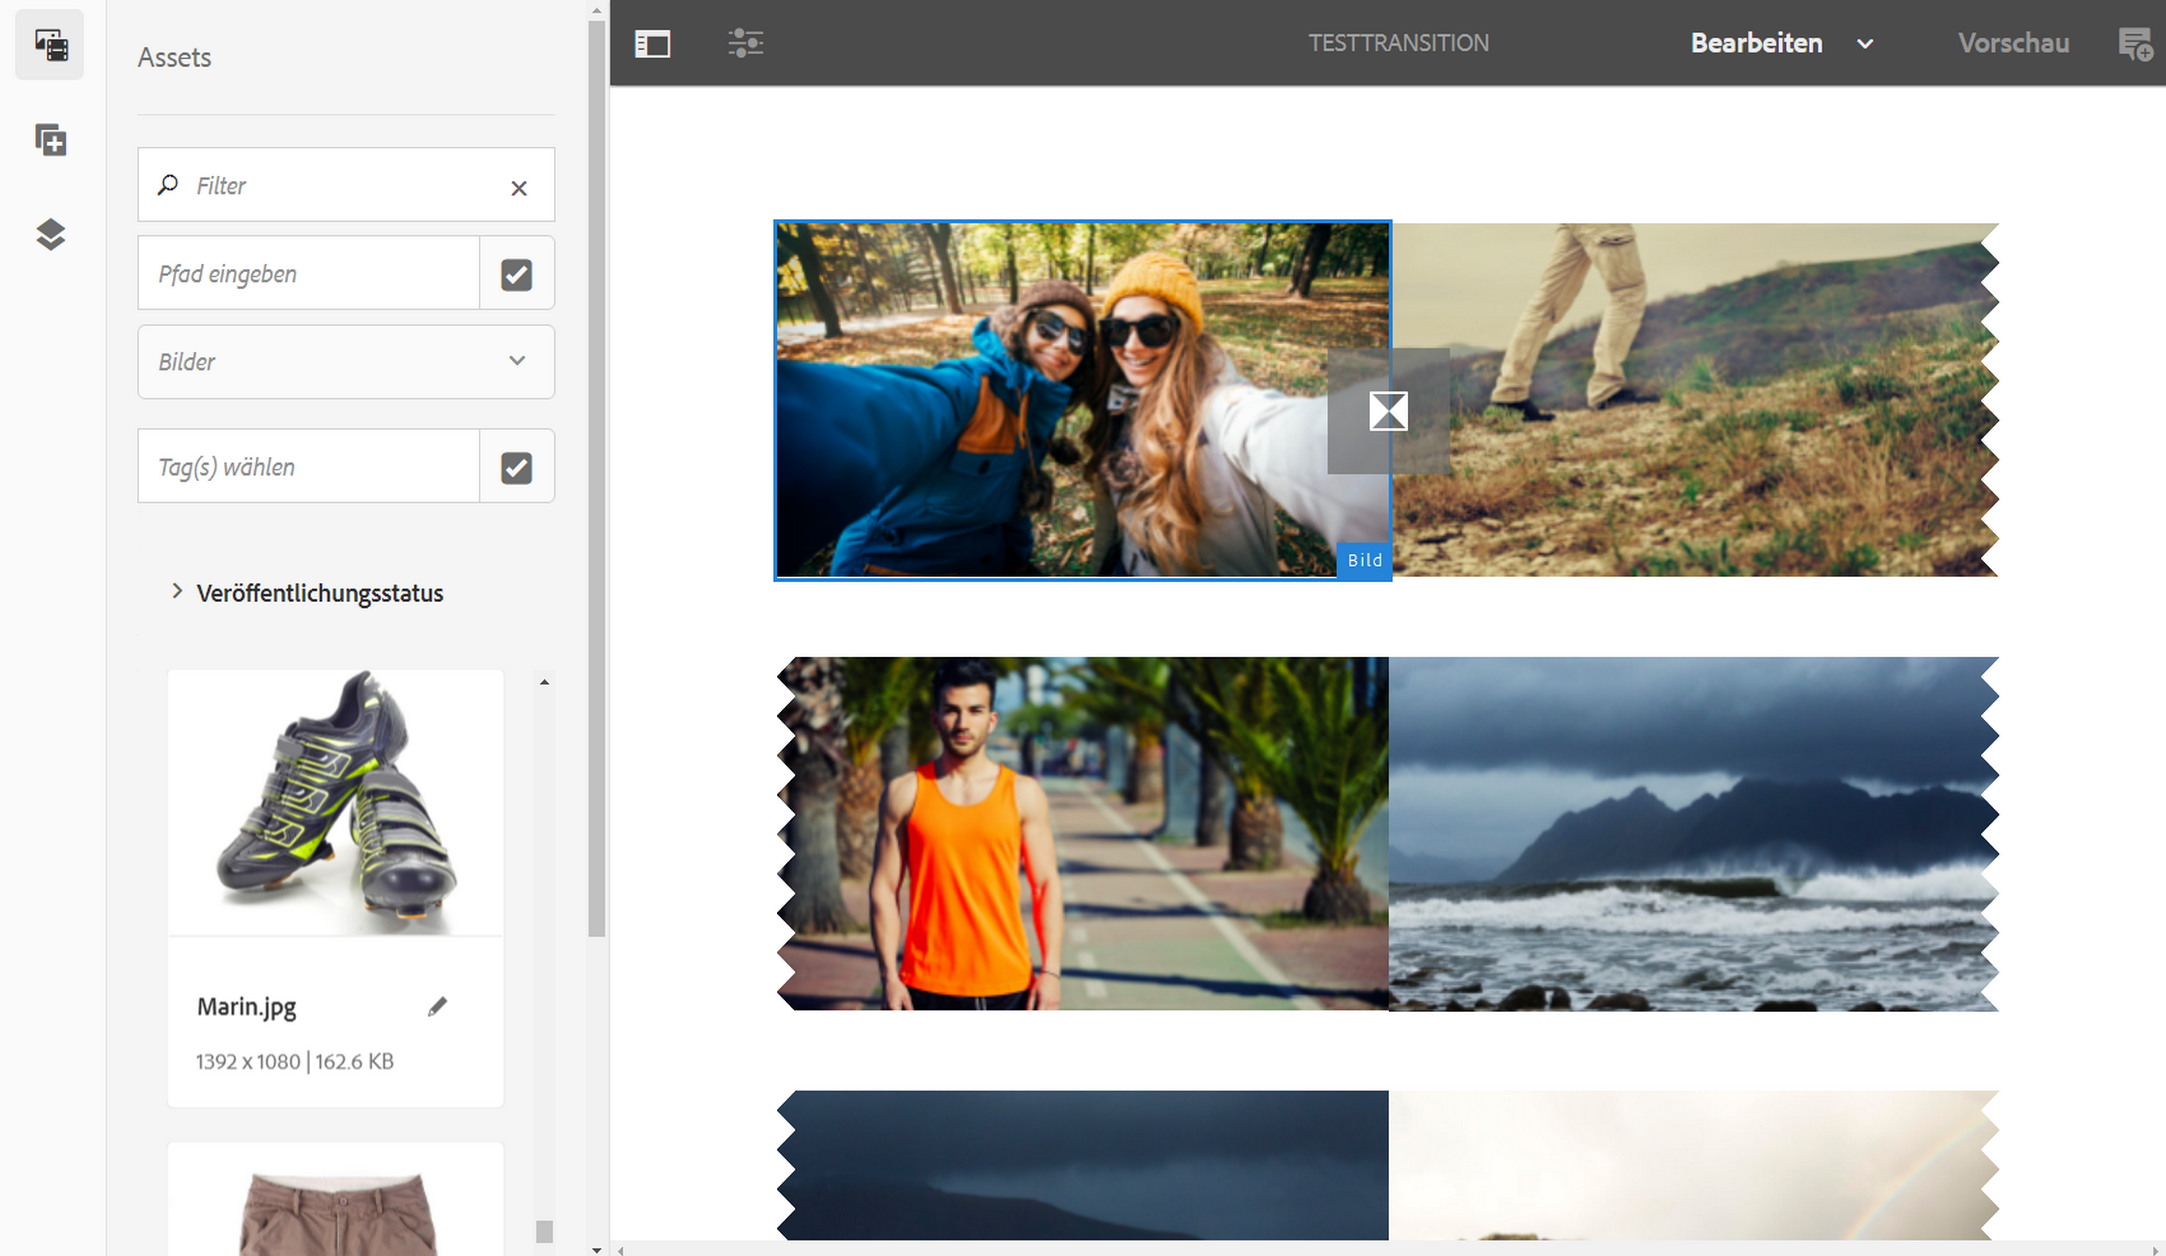 Assets
Filter
Pfad eingeben
Bilder
Tag(s) wählen
Veröffentlichungsstatus
Marin.jpg
1392 x 1080 | 162.6 KB
TESTTRANSITION
Bearbeiten
Vorschau
Bild